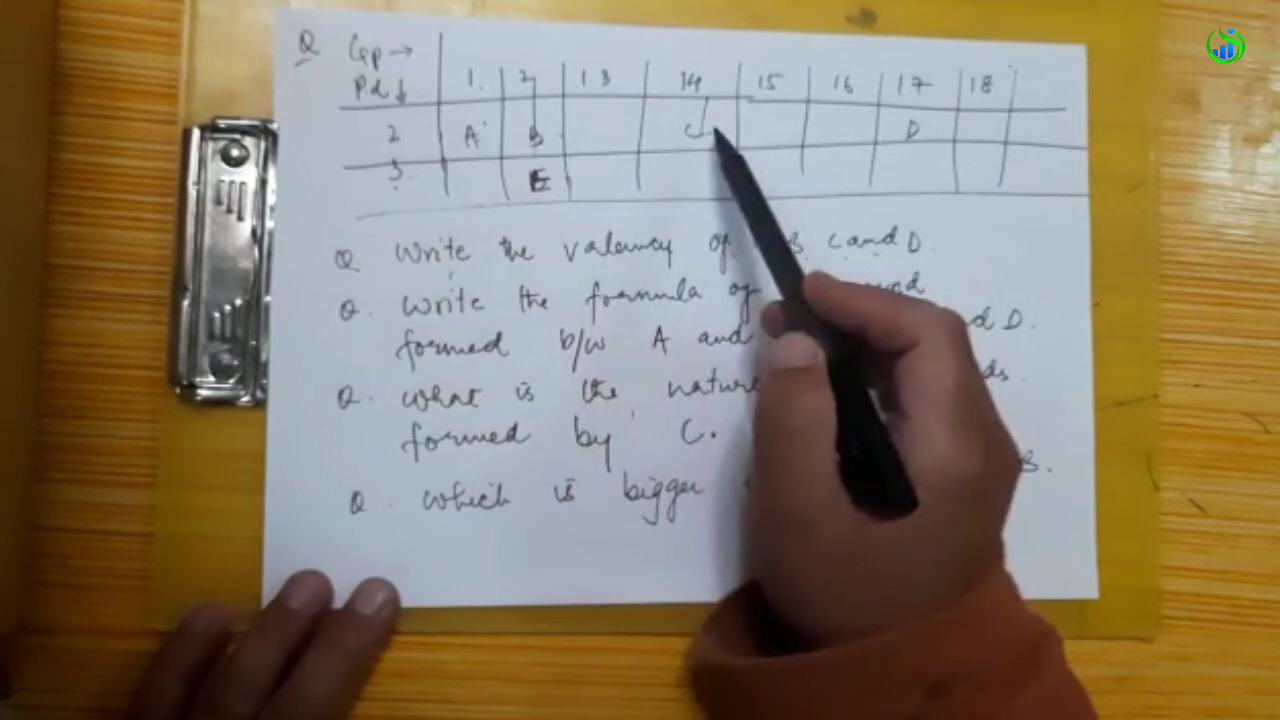 Q Gp → 1. 2 13 14 15 16 17 18
Pd ↓
2 A B C D
3 E
Q Write the valency of B C and D.
Q. Write the formula of
formed b/w A and D.
Q. What is the nature
formed by C.
Q. Which is bigger B.